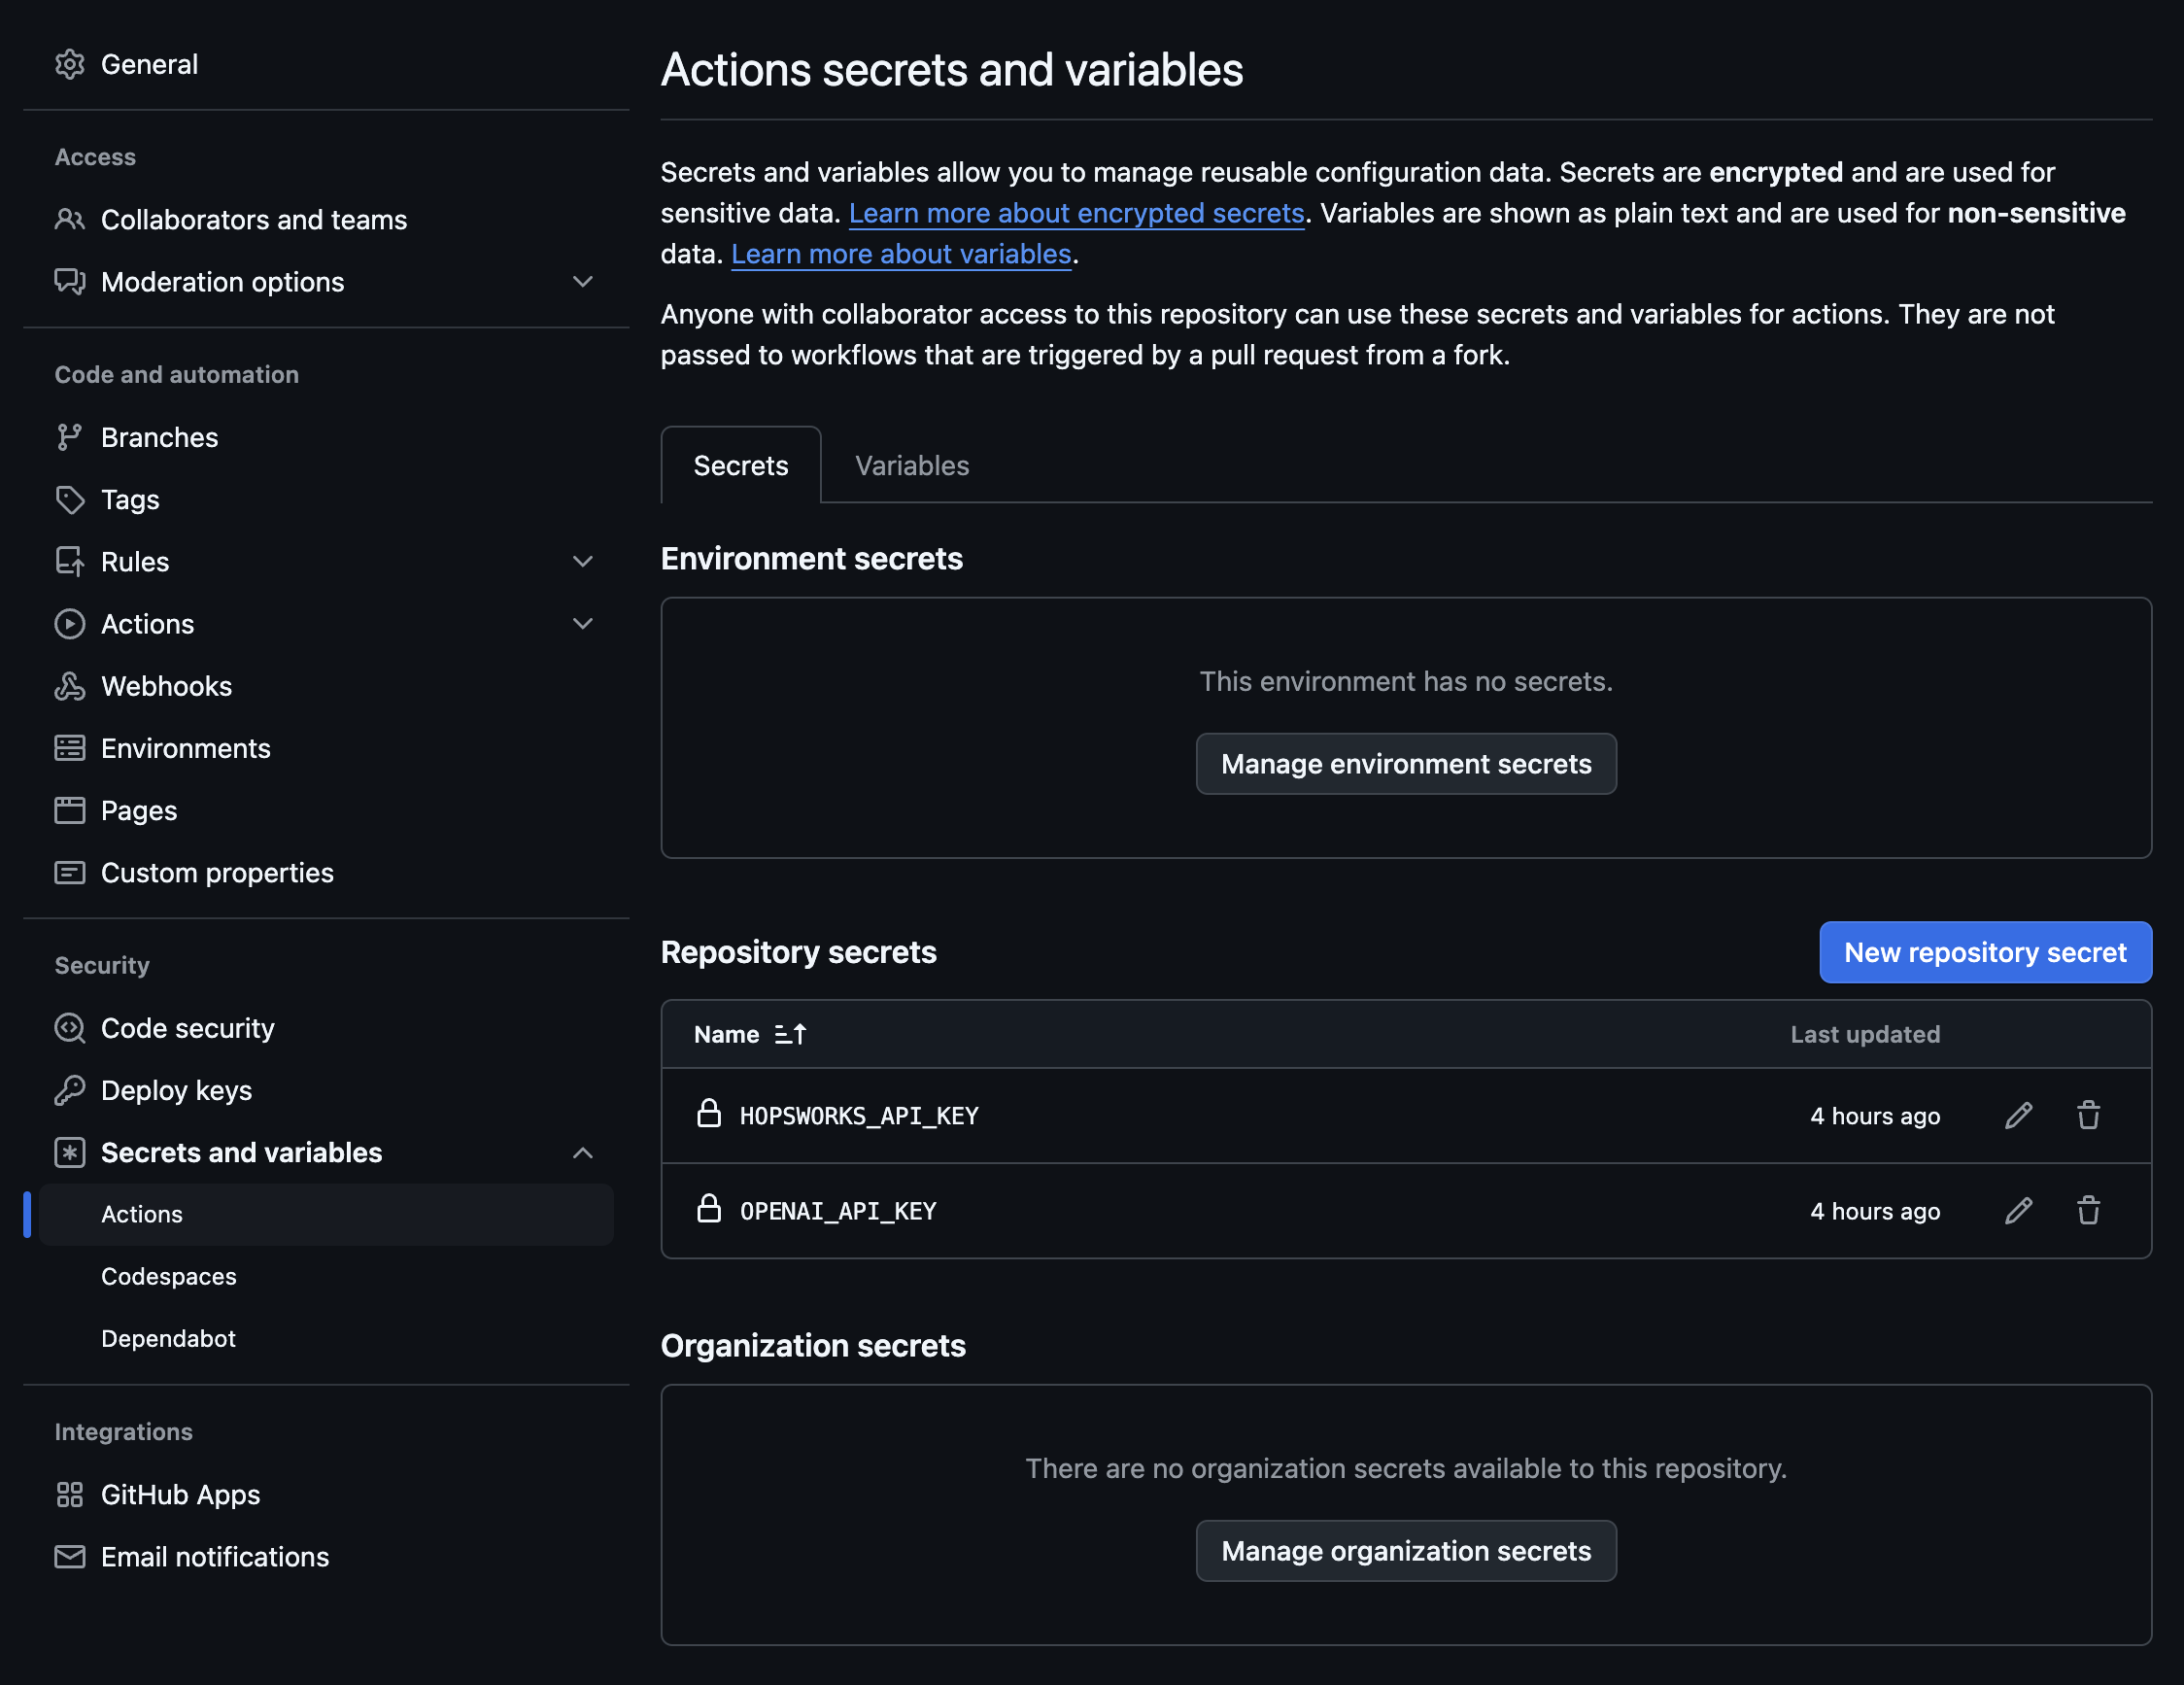 General
Access
Collaborators and teams
Moderation options
Code and automation
Branches
Tags
Rules
Actions
Webhooks
Environments
Pages
Custom properties
Security
Code security
Deploy keys
Secrets and variables
Actions
Codespaces
Dependabot
Integrations
GitHub Apps
Email notifications
Actions secrets and variables
Secrets and variables allow you to manage reusable configuration data. Secrets are encrypted and are used for
sensitive data. Learn more about encrypted secrets. Variables are shown as plain text and are used for non-sensitive
data. Learn more about variables.
Anyone with collaborator access to this repository can use these secrets and variables for actions. They are not
passed to workflows that are triggered by a pull request from a fork.
Secrets Variables
Environment secrets
This environment has no secrets.
Manage environment secrets
Repository secrets New repository secret
Name Last updated
HOPSWORKS_API_KEY 4 hours ago
OPENAI_API_KEY 4 hours ago
Organization secrets
There are no organization secrets available to this repository.
Manage organization secrets